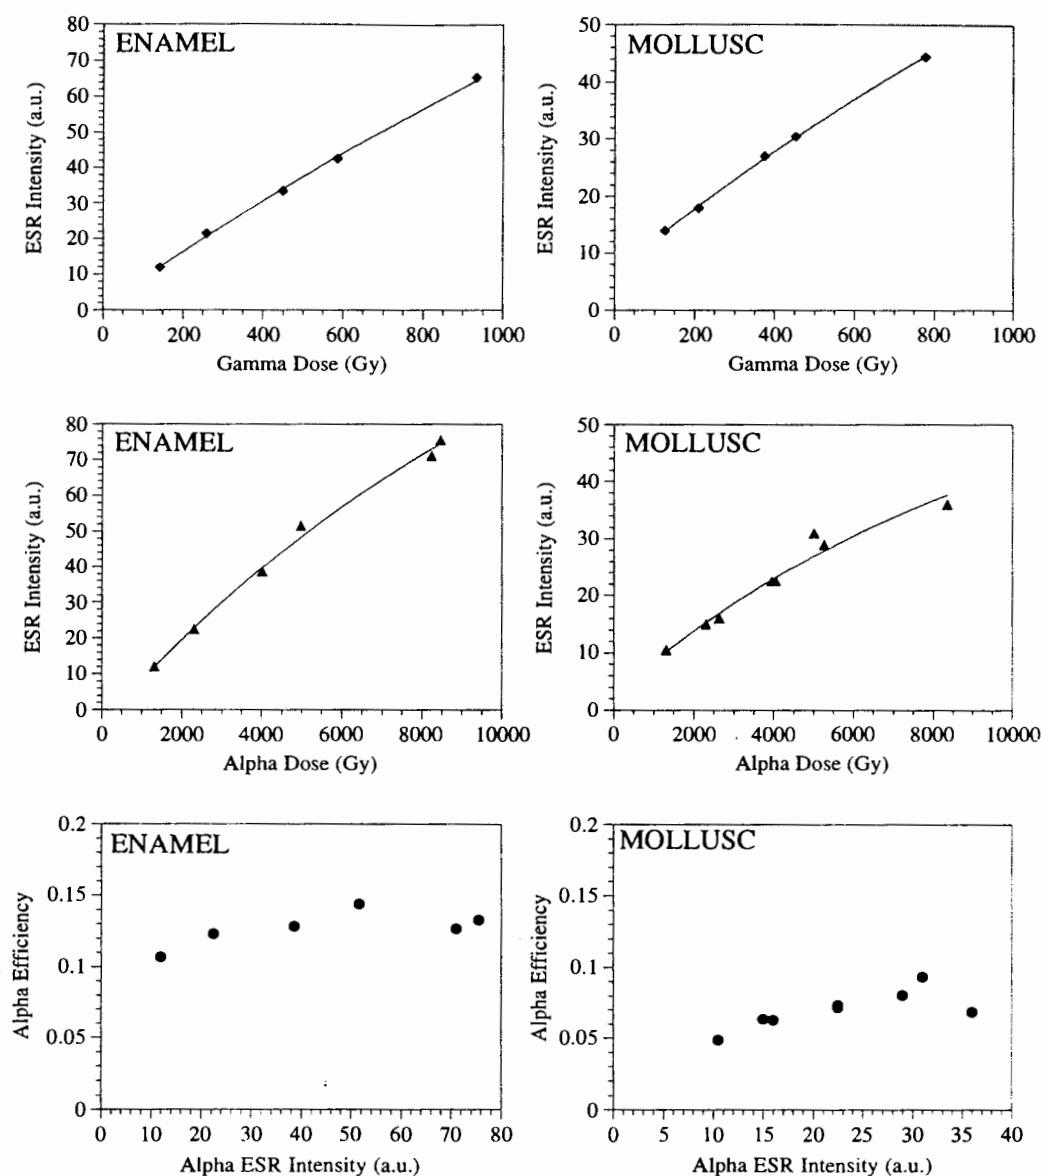 ENAMEL
80
70
60
50
40
30
20
10
0
ESR Intensity (a.u.)
0 200 400 600 800 1000
Gamma Dose (Gy)
MOLLUSC
50
40
30
20
10
0
ESR Intensity (a.u.)
0 200 400 600 800 1000
Gamma Dose (Gy)
ENAMEL
80
70
60
50
40
30
20
10
0
ESR Intensity (a.u.)
0 2000 4000 6000 8000 10000
Alpha Dose (Gy)
MOLLUSC
50
40
30
20
10
0
ESR Intensity (a.u.)
0 2000 4000 6000 8000 10000
Alpha Dose (Gy)
ENAMEL
0.2
0.15
0.1
0.05
0
Alpha Efficiency
0 10 20 30 40 50 60 70 80
Alpha ESR Intensity (a.u.)
MOLLUSC
0.2
0.15
0.1
0.05
0
Alpha Efficiency
0 5 10 15 20 25 30 35 40
Alpha ESR Intensity (a.u.)